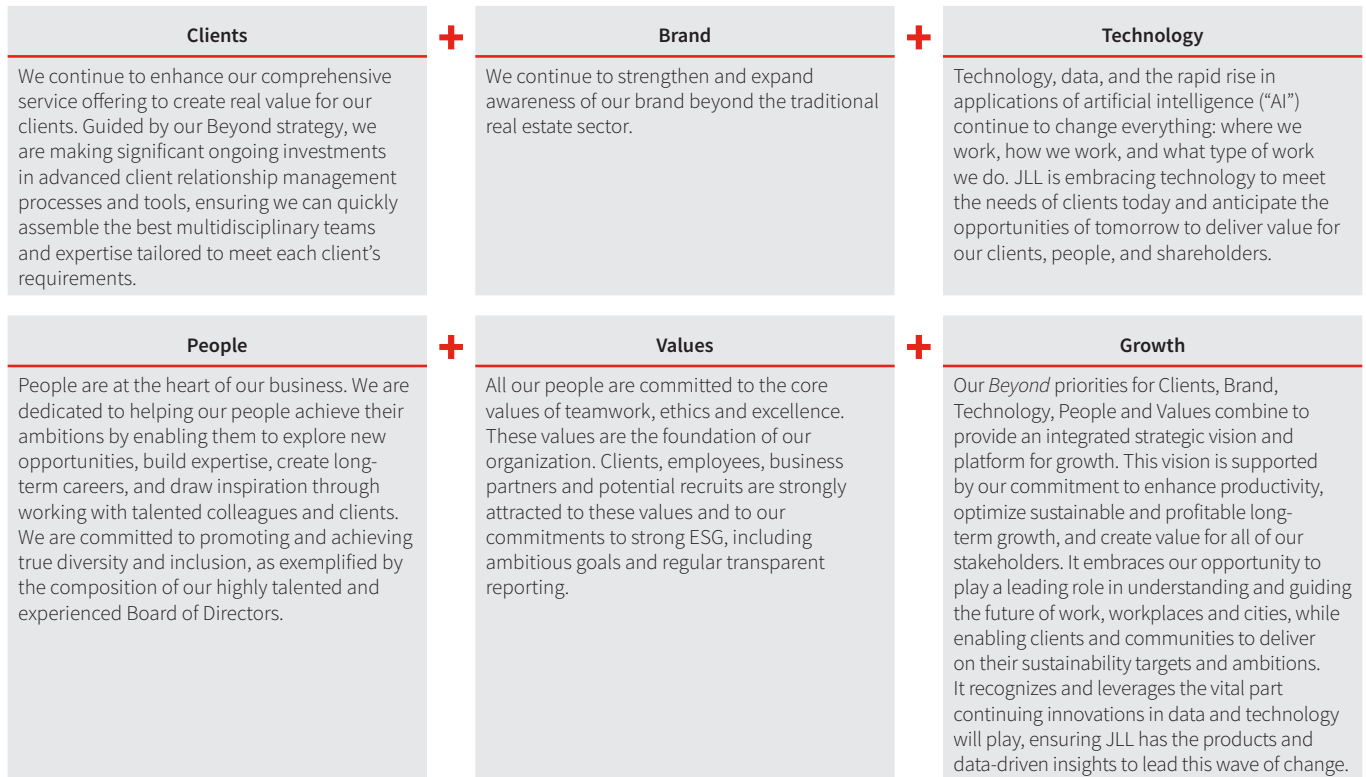 Clients
We continue to enhance our comprehensive
service offering to create real value for our
clients. Guided by our Beyond strategy, we
are making significant ongoing investments
in advanced client relationship management
processes and tools, ensuring we can quickly
assemble the best multidisciplinary teams
and expertise tailored to meet each client’s
requirements.
+
Brand
We continue to strengthen and expand
awareness of our brand beyond the traditional
real estate sector.
+
Technology
Technology, data, and the rapid rise in
applications of artificial intelligence (“AI”)
continue to change everything: where we
work, how we work, and what type of work
we do. JLL is embracing technology to meet
the needs of clients today and anticipate the
opportunities of tomorrow to deliver value for
our clients, people, and shareholders.
People
People are at the heart of our business. We are
dedicated to helping our people achieve their
ambitions by enabling them to explore new
opportunities, build expertise, create long-
term careers, and draw inspiration through
working with talented colleagues and clients.
We are committed to promoting and achieving
true diversity and inclusion, as exemplified by
the composition of our highly talented and
experienced Board of Directors.
+
Values
All our people are committed to the core
values of teamwork, ethics and excellence.
These values are the foundation of our
organization. Clients, employees, business
partners and potential recruits are strongly
attracted to these values and to our
commitments to strong ESG, including
ambitious goals and regular transparent
reporting.
+
Growth
Our Beyond priorities for Clients, Brand,
Technology, People and Values combine to
provide an integrated strategic vision and
platform for growth. This vision is supported
by our commitment to enhance productivity,
optimize sustainable and profitable long-
term growth, and create value for all of our
stakeholders. It embraces our opportunity to
play a leading role in understanding and guiding
the future of work, workplaces and cities, while
enabling clients and communities to deliver
on their sustainability targets and ambitions.
It recognizes and leverages the vital part
continuing innovations in data and technology
will play, ensuring JLL has the products and
data-driven insights to lead this wave of change.